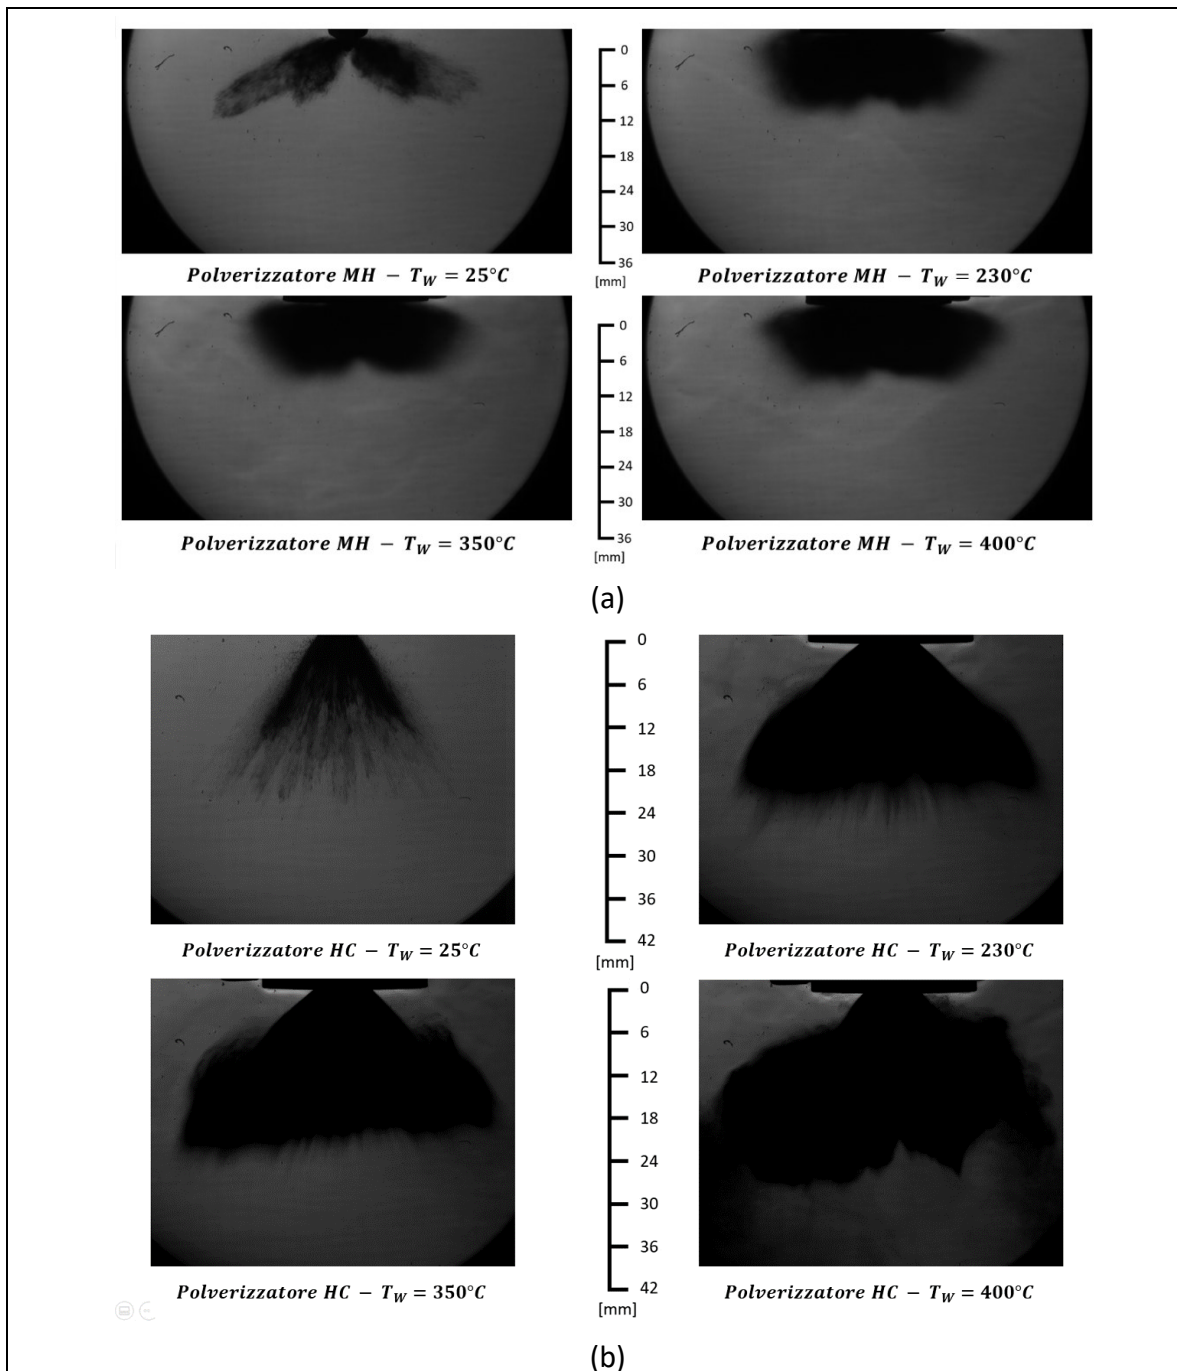 0
6
12
18
24
30
36
[mm]
Polverizzatore MH − T_W = 25°C
Polverizzatore MH − T_W = 230°C
0
6
12
18
24
30
36
[mm]
Polverizzatore MH − T_W = 350°C
Polverizzatore MH − T_W = 400°C
(a)
0
6
12
18
24
30
36
42
[mm]
Polverizzatore HC − T_W = 25°C
Polverizzatore HC − T_W = 230°C
0
6
12
18
24
30
36
42
[mm]
Polverizzatore HC − T_W = 350°C
Polverizzatore HC − T_W = 400°C
(b)